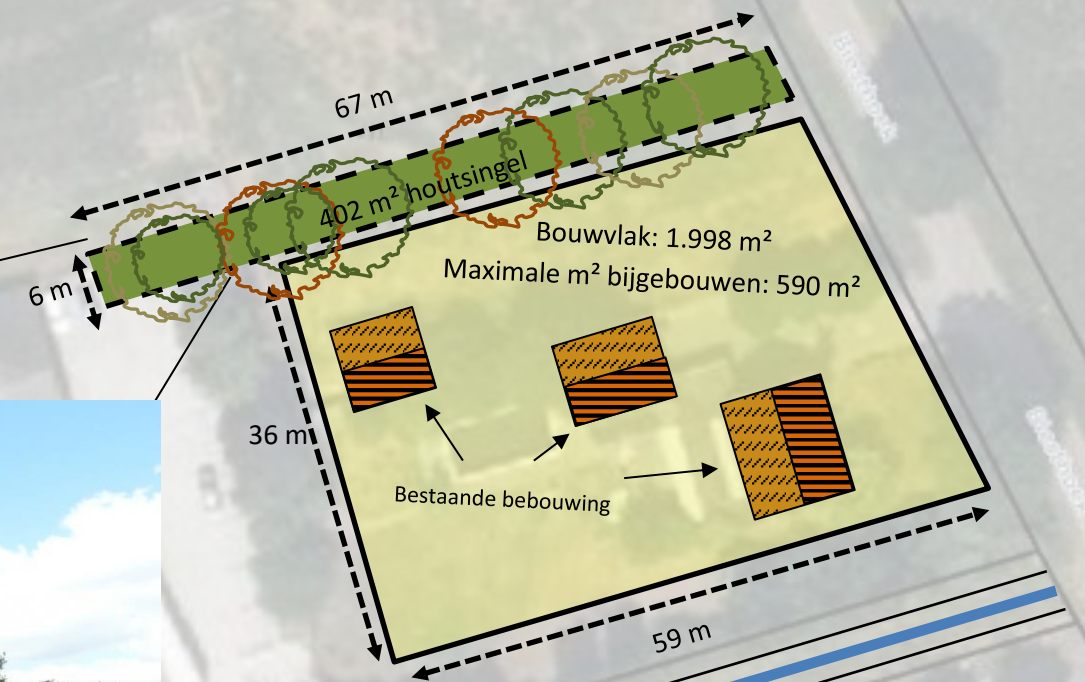 67 m
402 m² houtsingel
6 m
Bouwvlak: 1.998 m²
Maximale m² bijgebouwen: 590 m²
36 m
Bestaande bebouwing
59 m